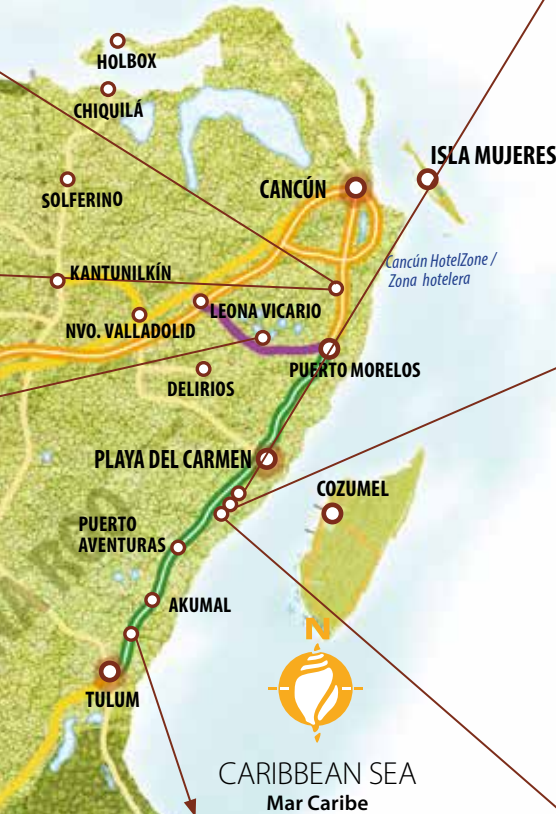 HOLBOX
CHIQUILÁ
ISLA MUJERES
SOLFERINO
CANCÚN
Cancún HotelZone /
Zona hotelera
KANTUNILKÍN
LEONA VICARIO
NVO. VALLADOLID
PUERTO MORELOS
DELIRIOS
PLAYA DEL CARMEN
COZUMEL
PUERTO
AVENTURAS
AKUMAL
N
TULUM
CARIBBEAN SEA
Mar Caribe